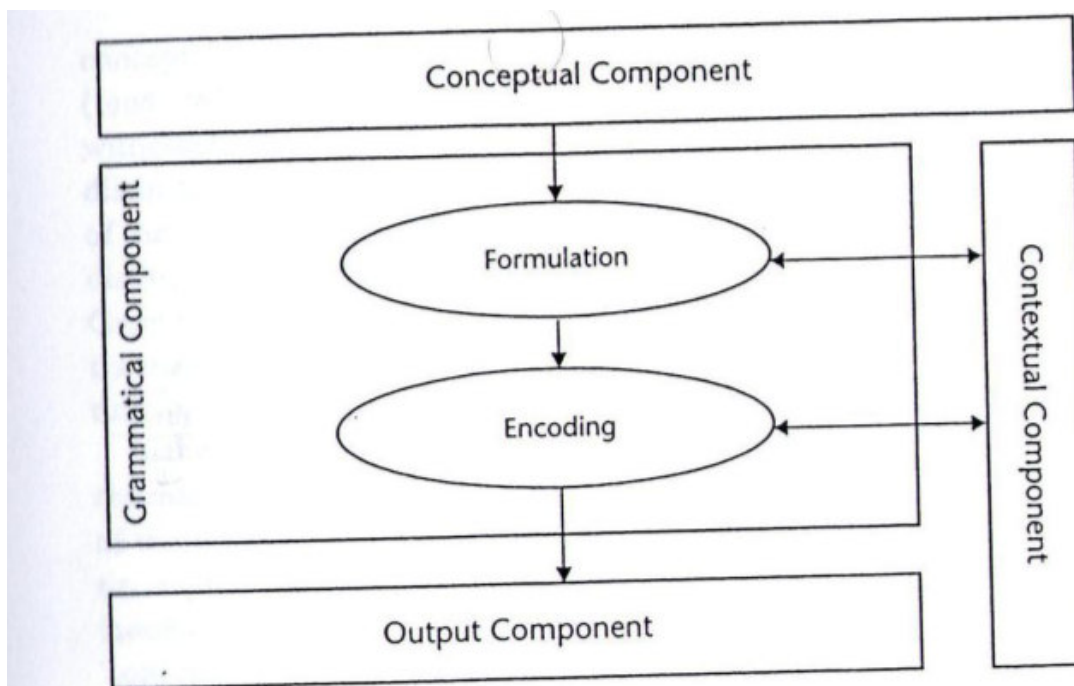 Conceptual Component
Grammatical Component
Formulation
Encoding
Contextual Component
Output Component